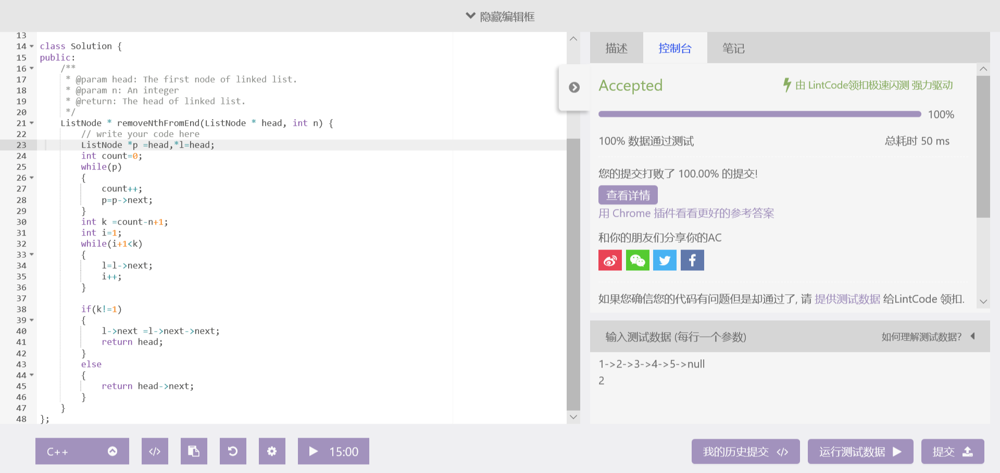 隐藏编辑框
13
14 class Solution {
15 public:
16 /**
17 * @param head: The first node of linked list.
18 * @param n: An integer
19 * @return: The head of linked list.
20 */
21 ListNode * removeNthFromEnd(ListNode * head, int n) {
22 // write your code here
23 ListNode *p =head,*l=head;
24 int count=0;
25 while(p)
26 {
27 count++;
28 p=p->next;
29 }
30 int k =count-n+1;
31 int i=1;
32 while(i+1<k)
33 {
34 l=l->next;
35 i++;
36 }
37
38 if(k!=1)
39 {
40 l->next =l->next->next;
41 return head;
42 }
43 else
44 {
45 return head->next;
46 }
47 }
48 };
C++
15:00
描述 控制台 笔记
Accepted 由 LintCode领扣极速闪测 强力驱动
100%
100% 数据通过测试 总耗时 50 ms
您的提交打败了 100.00% 的提交!
查看详情
用 Chrome 插件看看更好的参考答案
和你的朋友们分享你的AC
如果您确信您的代码有问题但是却通过了, 请 提供测试数据 给LintCode 领扣.
输入测试数据 (每行一个参数) 如何理解测试数据?
1->2->3->4->5->null
2
我的历史提交 运行测试数据 提交